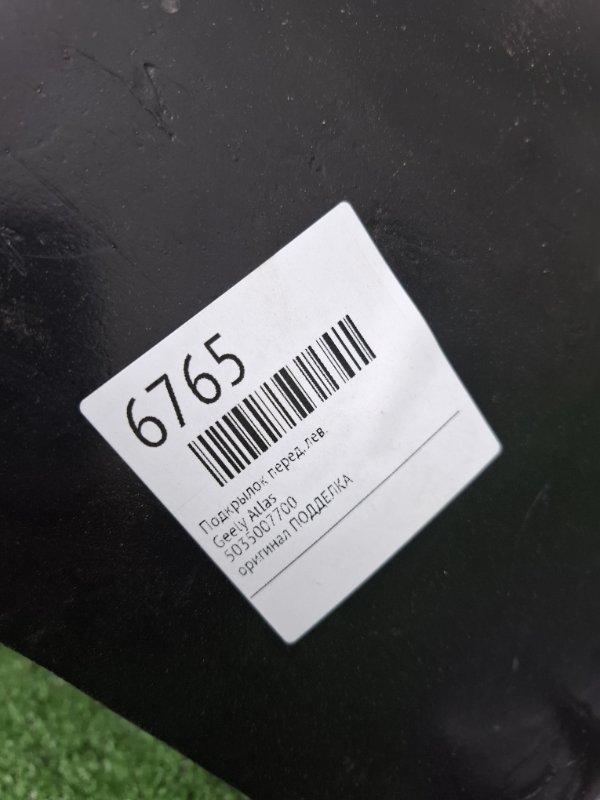 6765
Подкрылок перед.лев.
Geely Atlas
5035007700
оригинал ПОДДЕЛКА